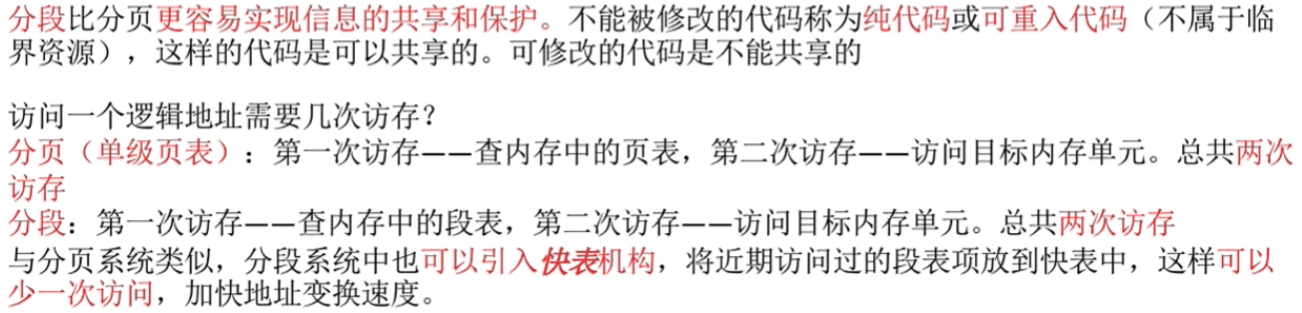 分段比分页更容易实现信息的共享和保护。不能被修改的代码称为纯代码或可重入代码（不属于临
界资源），这样的代码是可以共享的。可修改的代码是不能共享的
访问一个逻辑地址需要几次访存？
分页（单级页表）：第一次访存——查内存中的页表，第二次访存——访问目标内存单元。总共两次
访存
分段：第一次访存——查内存中的段表，第二次访存——访问目标内存单元。总共两次访存
与分页系统类似，分段系统中也可以引入快表机构，将近期访问过的段表项放到快表中，这样可以
少一次访问，加快地址变换速度。